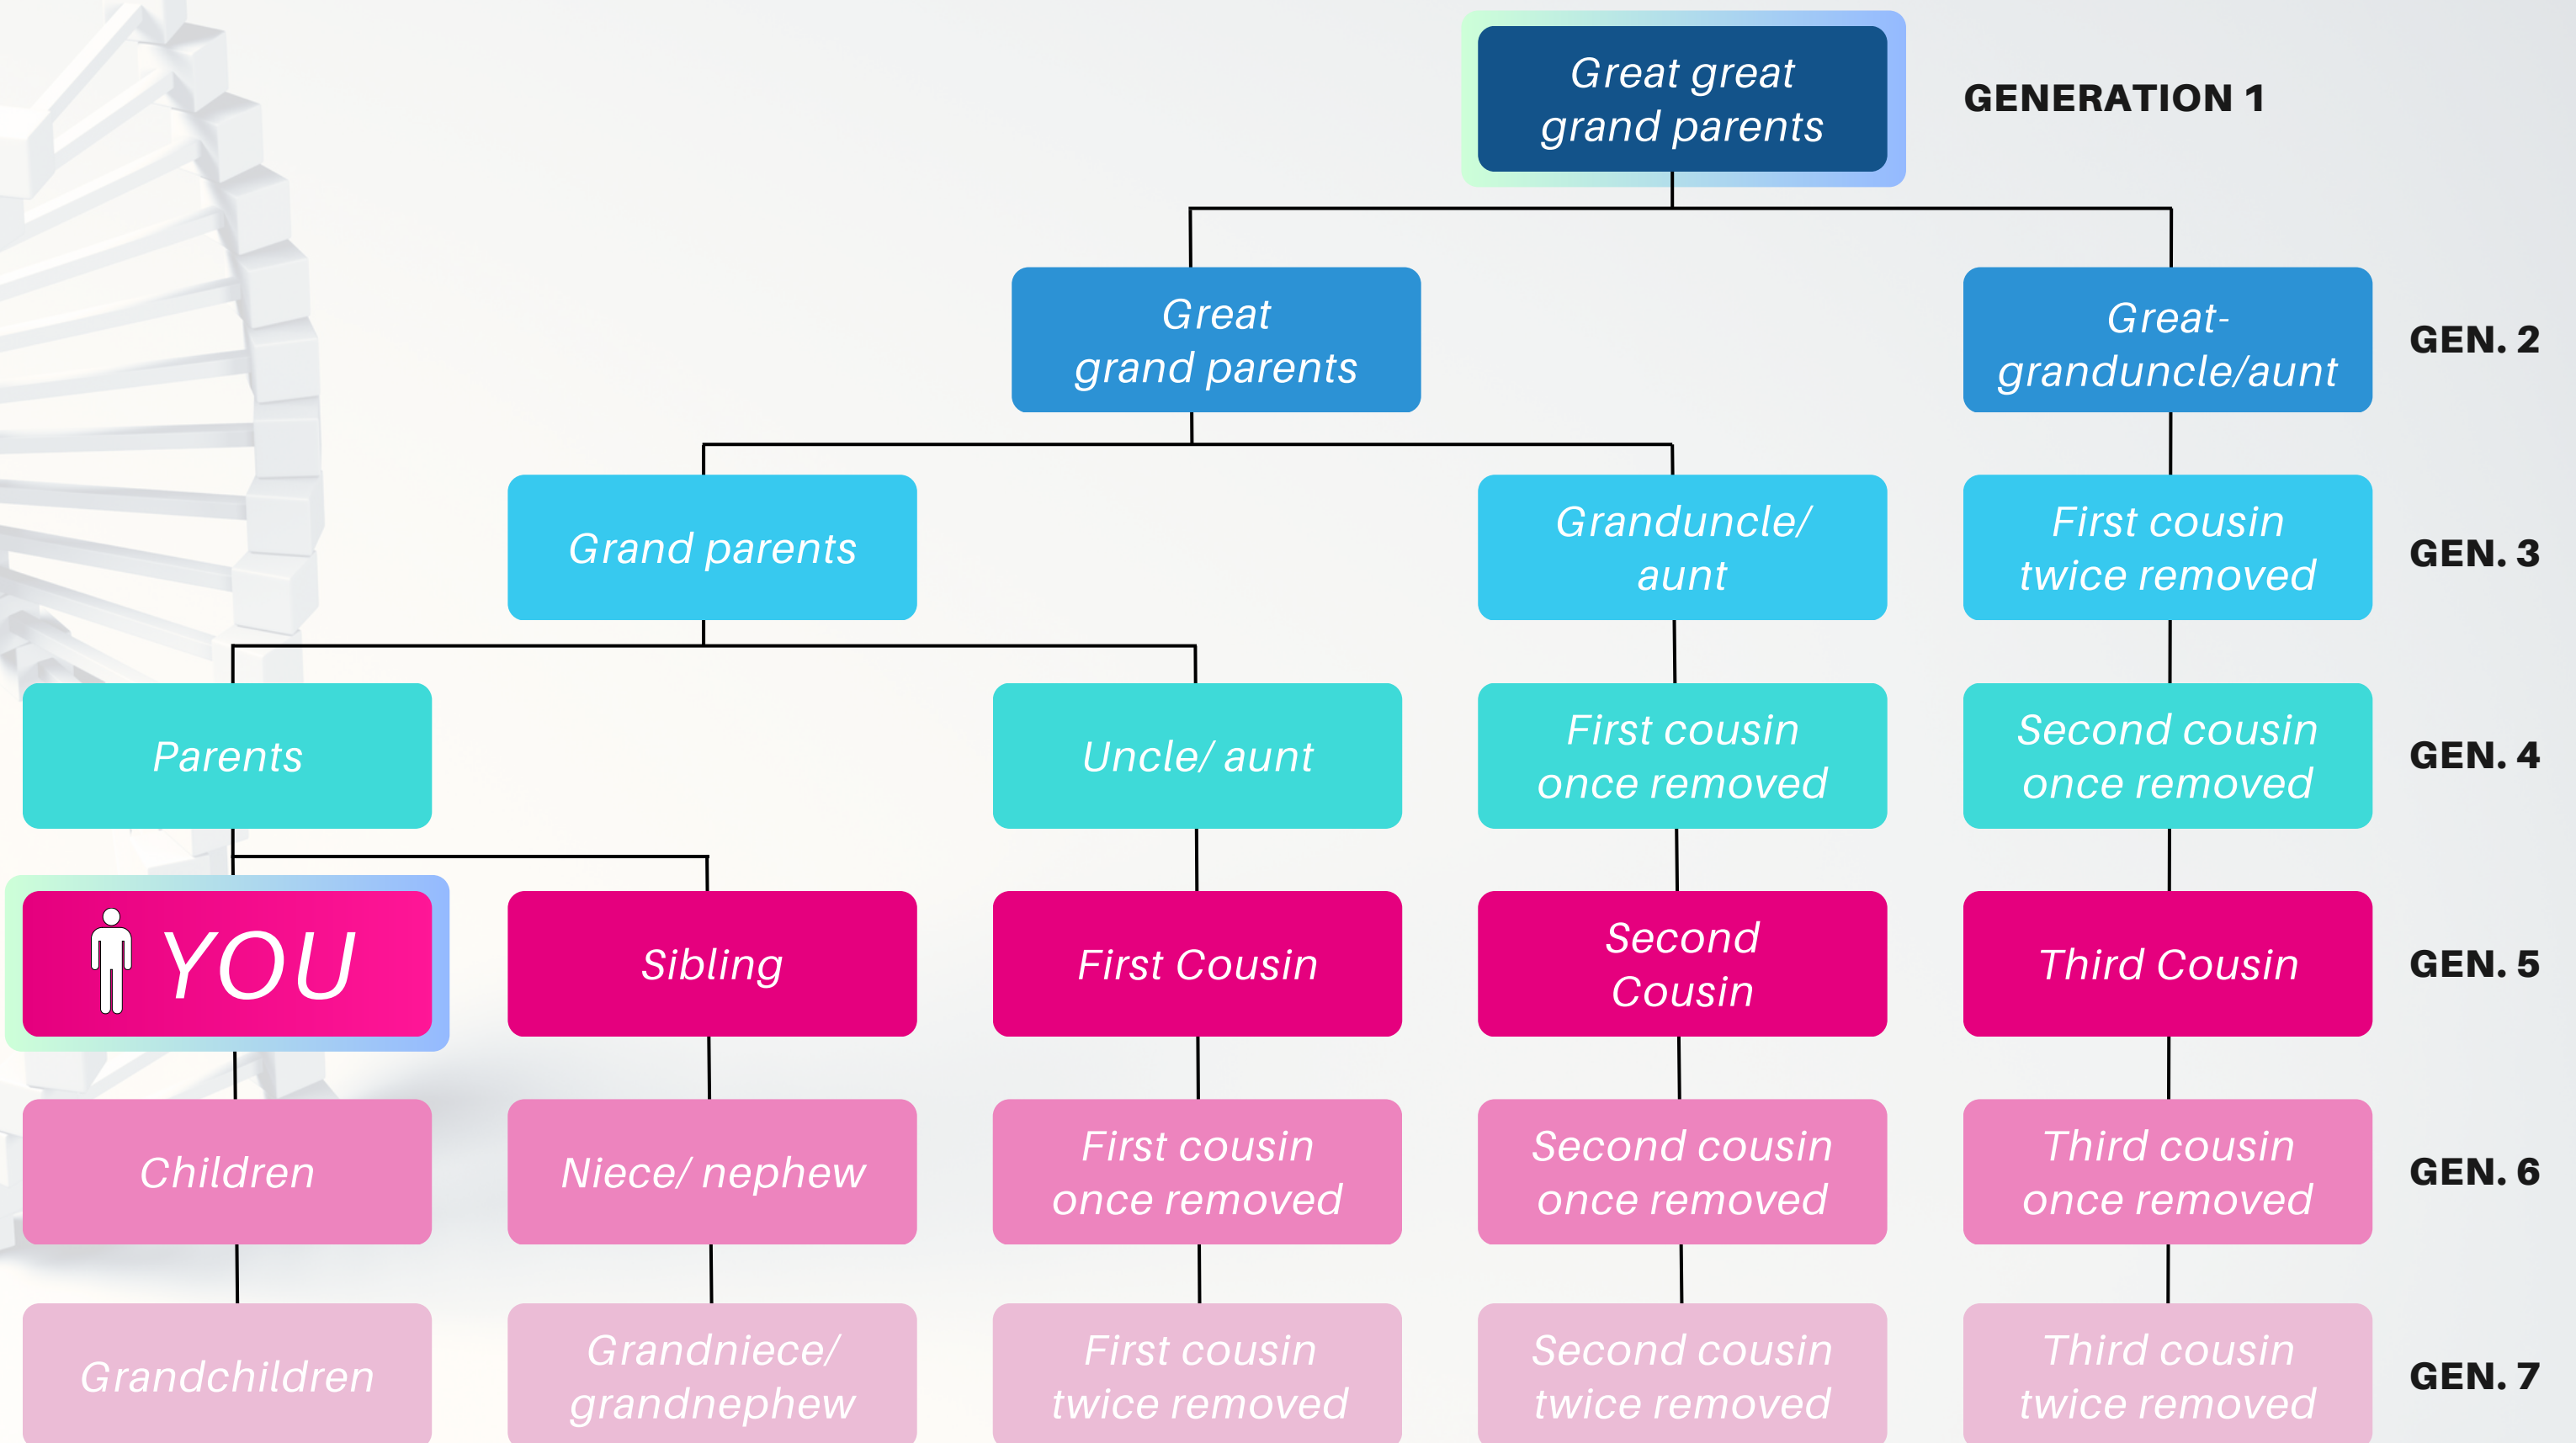 Great great
grand parents
GENERATION 1
Great
grand parents
Great-
granduncle/aunt
GEN. 2
Grand parents
Granduncle/
aunt
First cousin
twice removed
GEN. 3
Parents
Uncle/ aunt
First cousin
once removed
Second cousin
once removed
GEN. 4
YOU
Sibling
First Cousin
Second
Cousin
Third Cousin
GEN. 5
Children
Niece/ nephew
First cousin
once removed
Second cousin
once removed
Third cousin
once removed
GEN. 6
Grandchildren
Grandniece/
grandnephew
First cousin
twice removed
Second cousin
twice removed
Third cousin
twice removed
GEN. 7